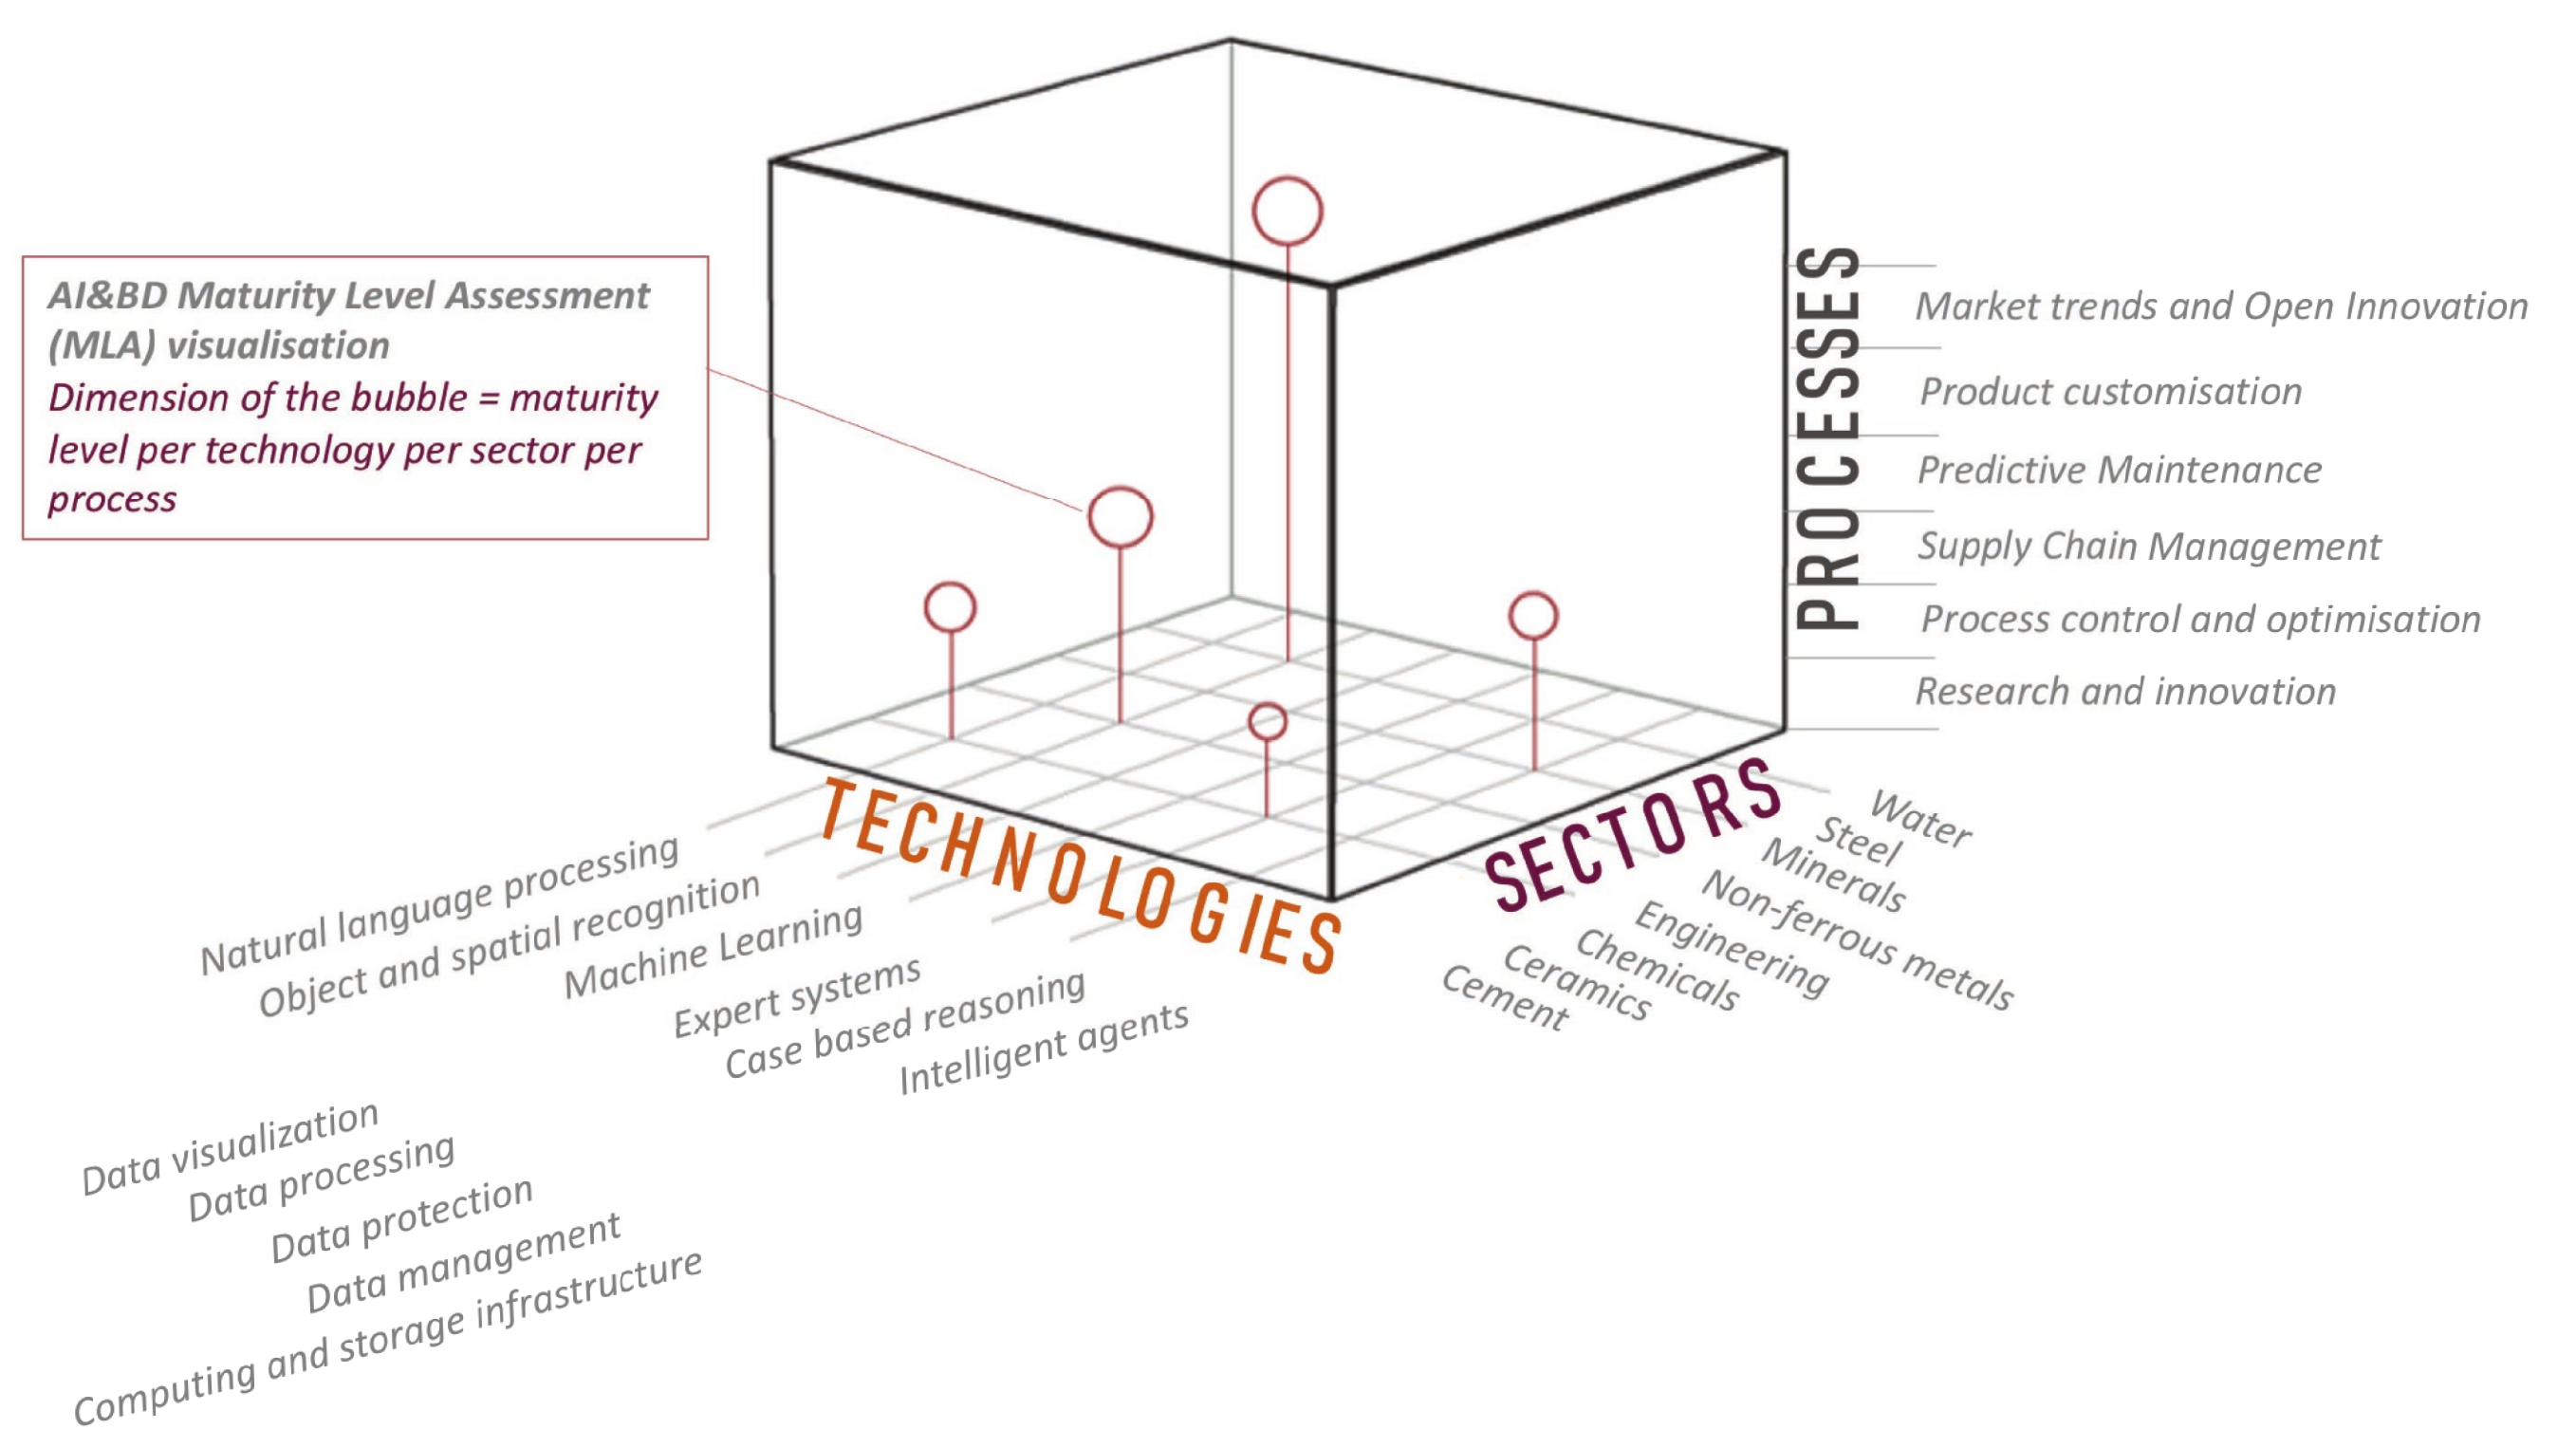 AI&BD Maturity Level Assessment
(MLA) visualisation
Dimension of the bubble = maturity
level per technology per sector per
process
PROCESSES
Market trends and Open Innovation
Product customisation
Predictive Maintenance
Supply Chain Management
Process control and optimisation
Research and innovation
TECHNOLOGIES
Natural language processing
Object and spatial recognition
Machine Learning
Expert systems
Case based reasoning
Intelligent agents
SECTORS
Water
Steel
Minerals
Non-ferrous metals
Engineering
Chemicals
Ceramics
Cement
Data visualization
Data processing
Data protection
Data management
Computing and storage infrastructure